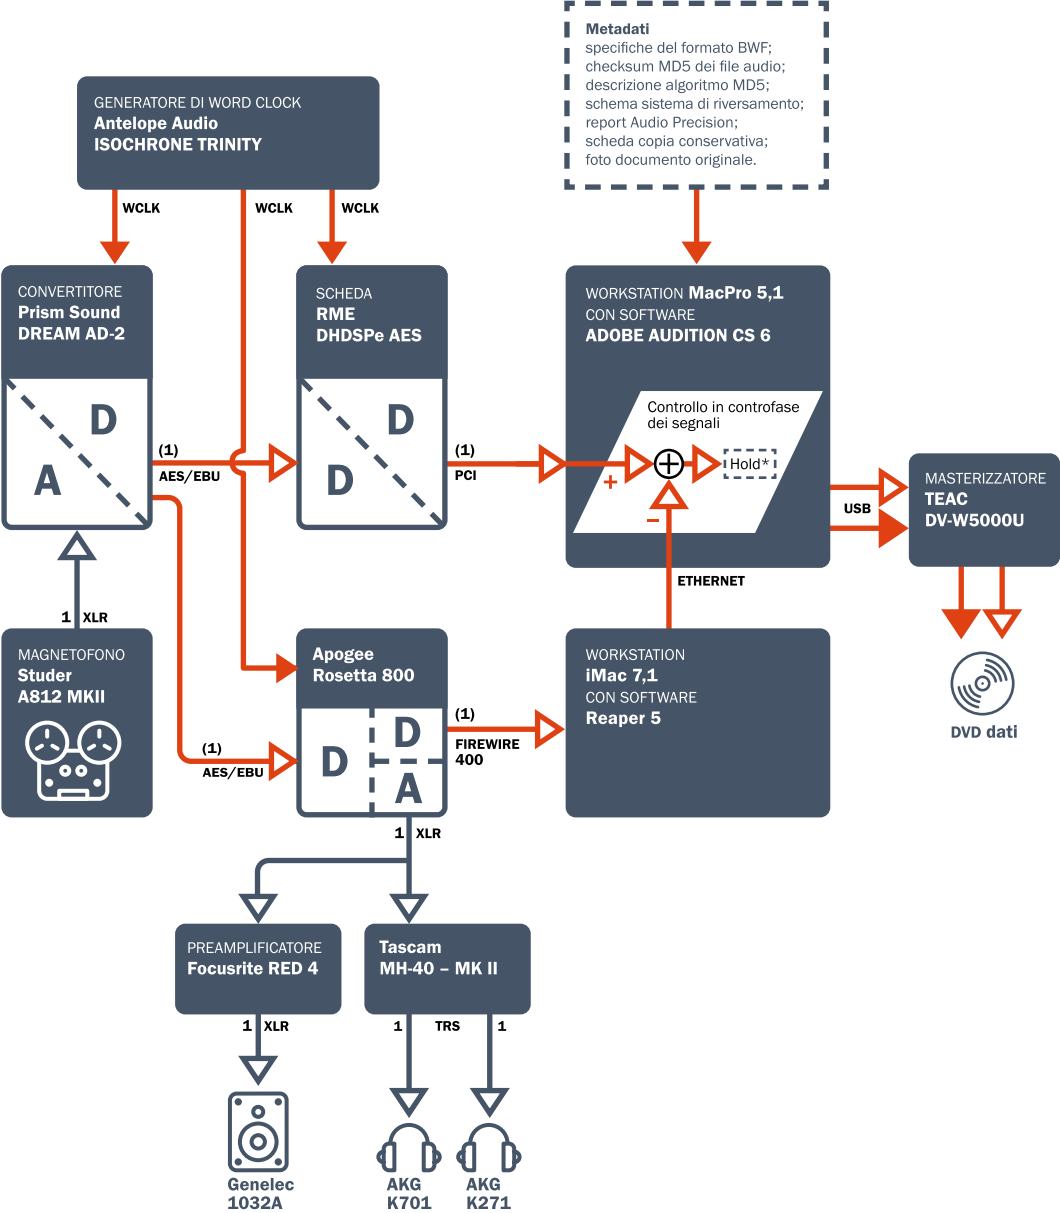 Metadati
specifiche del formato BWF;
checksum MD5 dei file audio;
descrizione algoritmo MD5;
schema sistema di riversamento;
report Audio Precision;
scheda copia conservativa;
foto documento originale.
GENERATORE DI WORD CLOCK
Antelope Audio
ISOCHRONE TRINITY
WCLK
WCLK
WCLK
CONVERTITORE
Prism Sound
DREAM AD-2
D
A
SCHEDA
RME
DHDSPe AES
D
D
WORKSTATION MacPro 5,1
CON SOFTWARE
ADOBE AUDITION CS 6
Controllo in controfase
dei segnali
Hold*
+
–
(1)
AES/EBU
(1)
PCI
USB
MASTERIZZATORE
TEAC
DV-W5000U
ETHERNET
1 XLR
MAGNETOFONO
Studer
A812 MKII
(1)
AES/EBU
Apogee
Rosetta 800
D
D
A
(1)
FIREWIRE
400
WORKSTATION
iMac 7,1
CON SOFTWARE
Reaper 5
DVD dati
1 XLR
PREAMPLIFICATORE
Focusrite RED 4
Tascam
MH-40 – MK II
1 XLR
1 TRS 1
Genelec
1032A
AKG
K701
AKG
K271